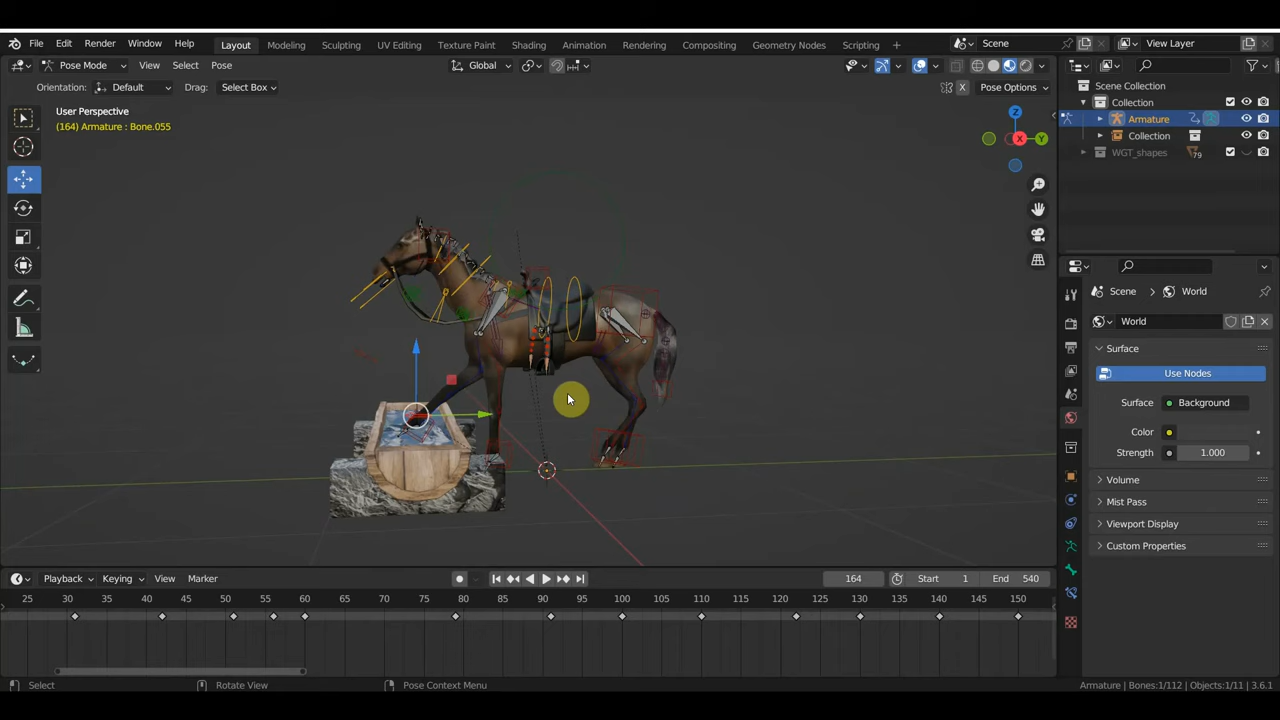 File Edit Render Window Help Layout Modeling Sculpting UV Editing Texture Paint Shading Animation Rendering Compositing Geometry Nodes Scripting + Scene View Layer
Pose Mode View Select Pose Global
Orientation: Default Drag: Select Box X Pose Options
User Perspective
(164) Armature : Bone.055
Z
X
Y
Scene Collection
Collection
Armature
Collection
WGT_shapes 79
Scene World
World
Surface
Use Nodes
Surface Background
Color
Strength 1.000
Volume
Mist Pass
Viewport Display
Custom Properties
Playback Keying View Marker 164 Start 1 End 540
25 30 35 40 45 50 55 60 65 70 75 80 85 90 95 100 105 110 115 120 125 130 135 140 145 150
Select Rotate View Pose Context Menu Armature | Bones:1/112 | Objects:1/11 | 3.6.1